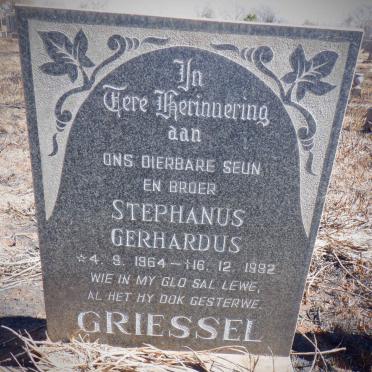 In
Tere Herinnering
aan
ONS DIERBARE SEUN
EN BROER
STEPHANUS
GERHARDUS
* 4. 9. 1964 – †16. 12. 1992
WIE IN MY GLO SAL LEWE,
AL HET HY OOK GESTERWE
GRIESSEL